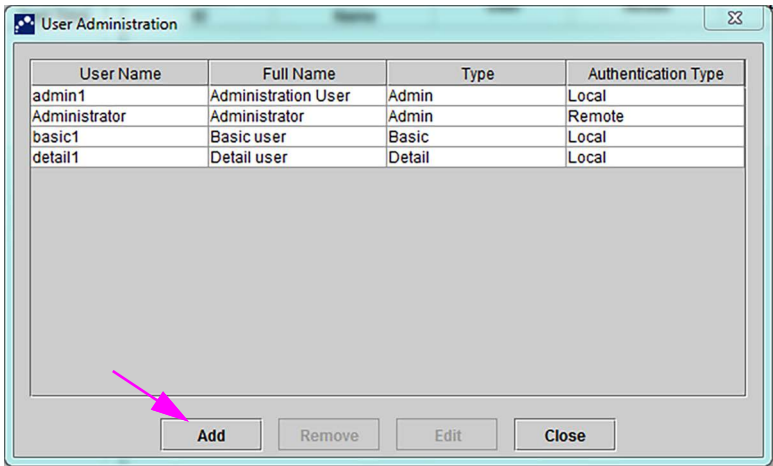 User Administration
User Name Full Name Type Authentication Type
admin1 Administration User Admin Local
Administrator Administrator Admin Remote
basic1 Basic user Basic Local
detail1 Detail user Detail Local
Add Remove Edit Close